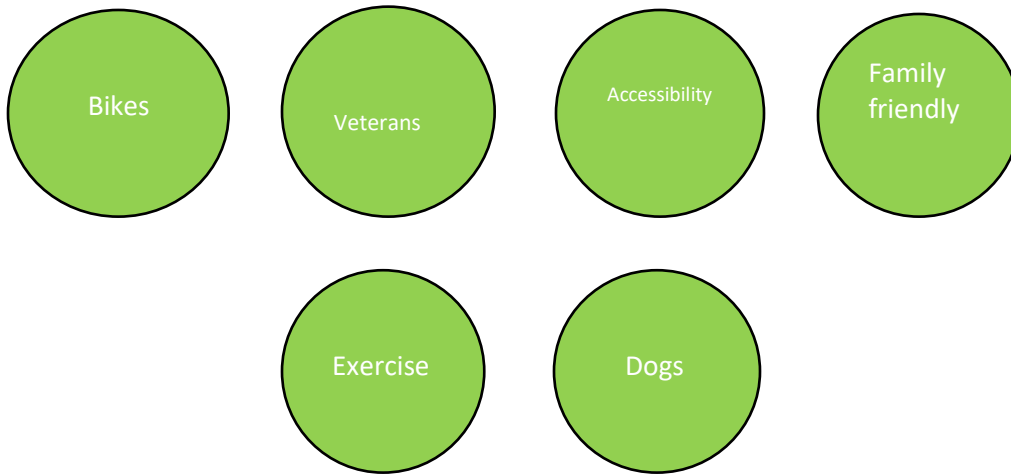 Bikes
Veterans
Accessibility
Family
friendly
Exercise
Dogs